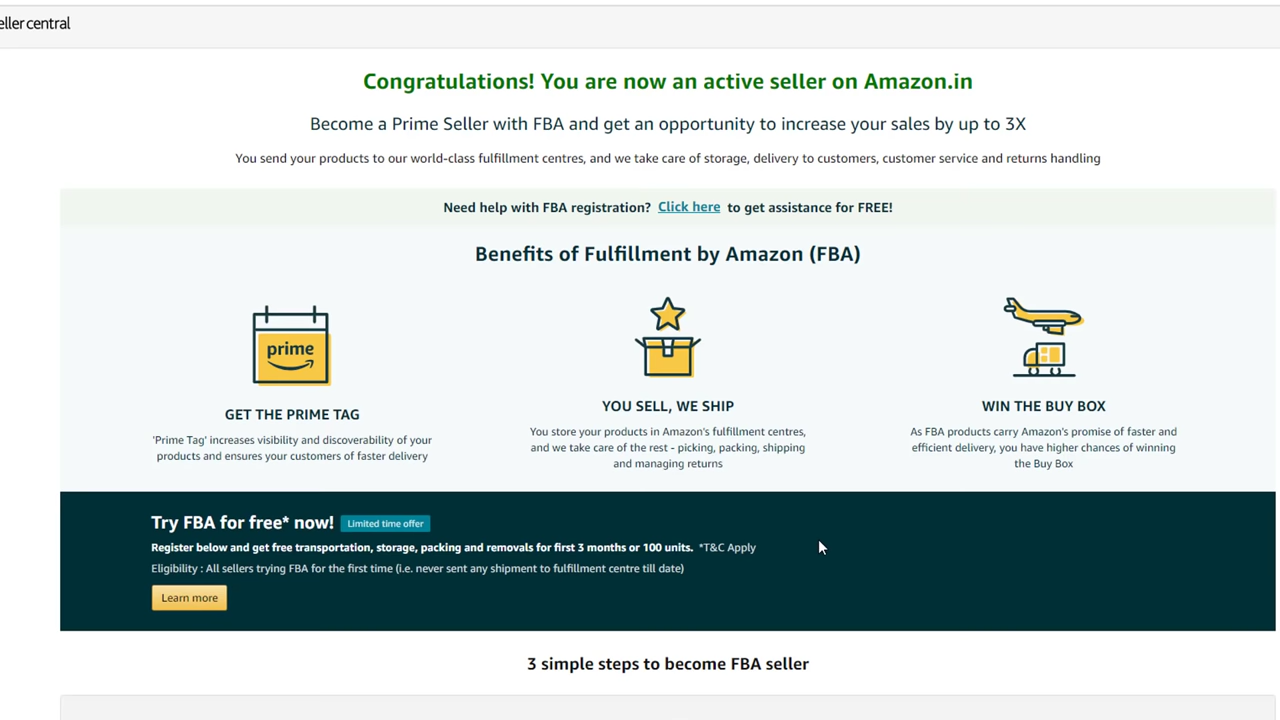 eller central
Congratulations! You are now an active seller on Amazon.in
Become a Prime Seller with FBA and get an opportunity to increase your sales by up to 3X
You send your products to our world-class fulfillment centres, and we take care of storage, delivery to customers, customer service and returns handling
Need help with FBA registration? Click here to get assistance for FREE!
Benefits of Fulfillment by Amazon (FBA)
prime
GET THE PRIME TAG
'Prime Tag' increases visibility and discoverability of your
products and ensures your customers of faster delivery
YOU SELL, WE SHIP
You store your products in Amazon's fulfillment centres,
and we take care of the rest - picking, packing, shipping
and managing returns
WIN THE BUY BOX
As FBA products carry Amazon's promise of faster and
efficient delivery, you have higher chances of winning
the Buy Box
Try FBA for free* now! Limited time offer
Register below and get free transportation, storage, packing and removals for first 3 months or 100 units. *T&C Apply
Eligibility : All sellers trying FBA for the first time (i.e. never sent any shipment to fulfillment centre till date)
Learn more
3 simple steps to become FBA seller